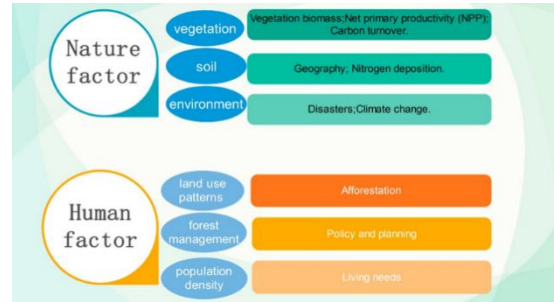 Nature
factor
vegetation
Vegetation biomass;Net primary productivity (NPP);
Carbon turnover.
soil
Geography; Nitrogen deposition.
environment
Disasters;Climate change.
Human
factor
land use
patterns
Afforestation
forest
management
Policy and planning
population
density
Living needs